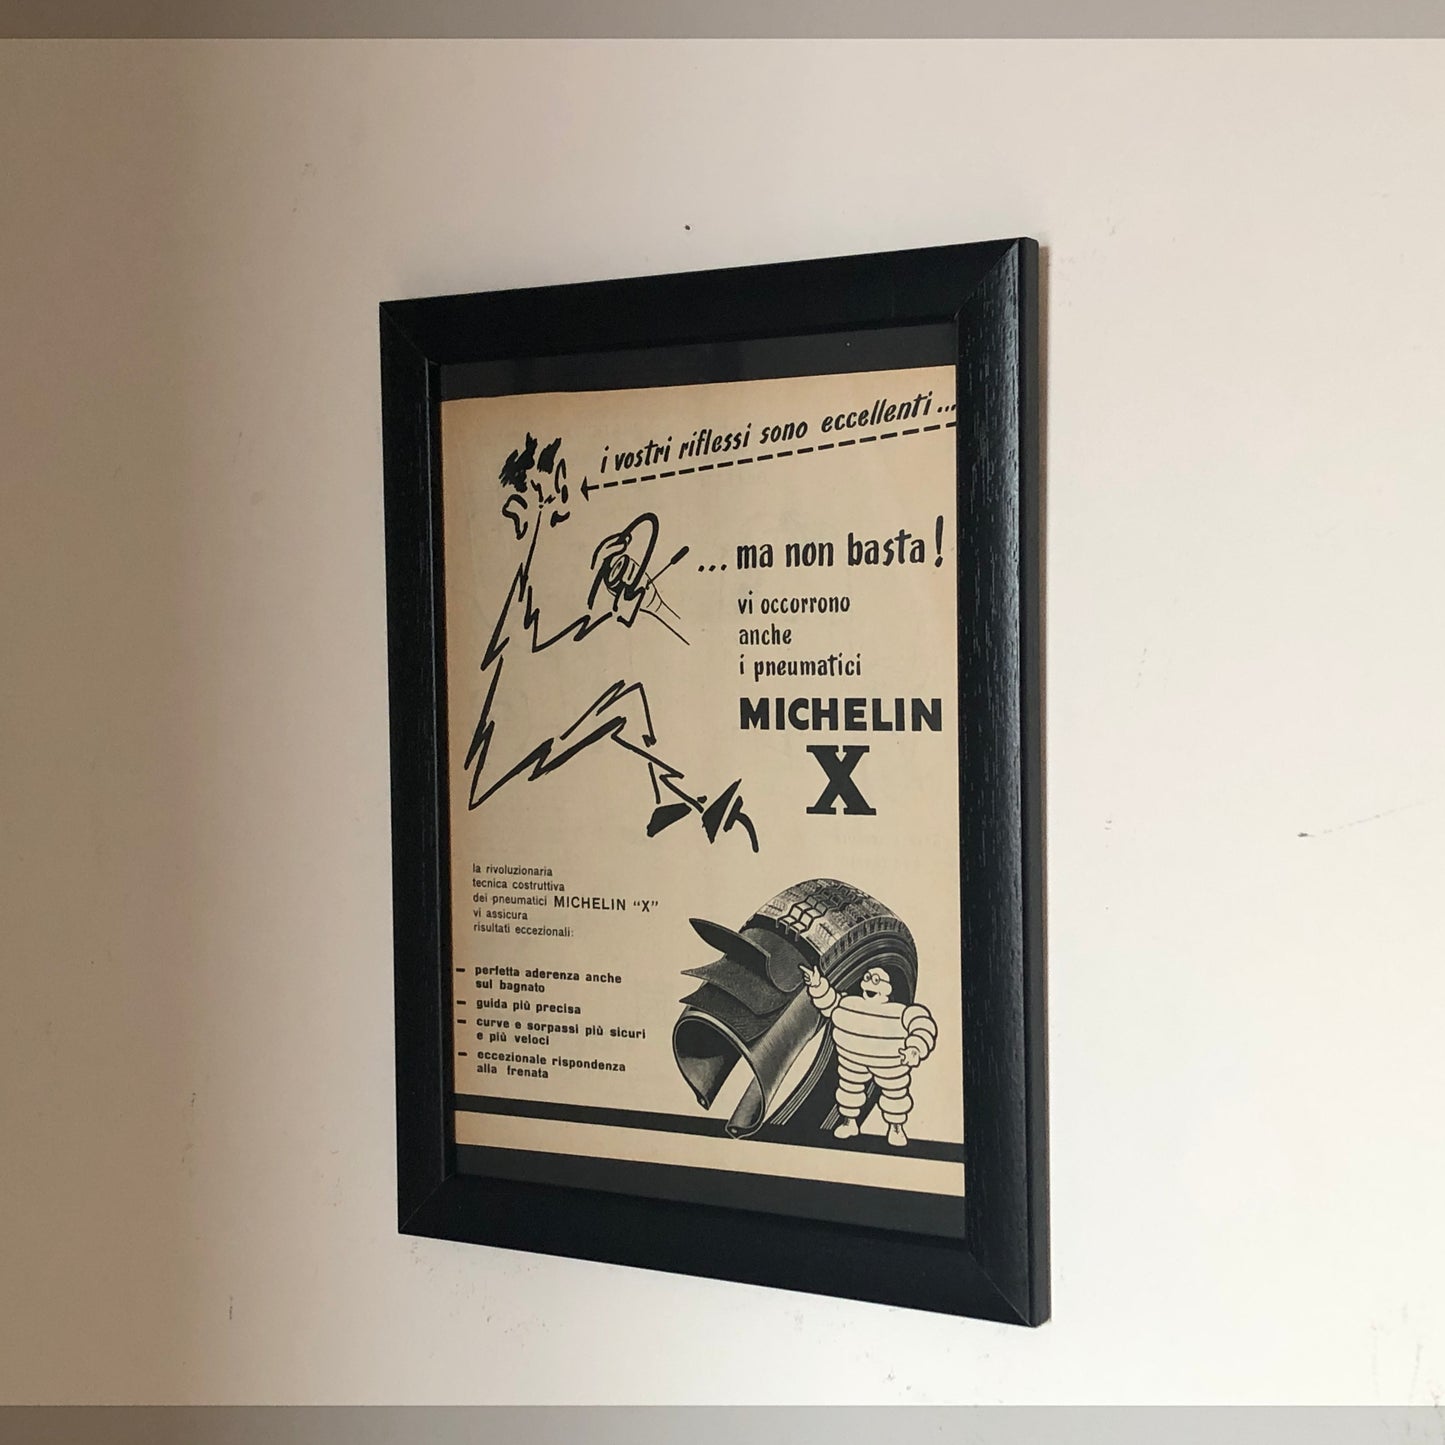 i vostri riflessi sono eccellenti...
...ma non basta!
vi occorrono
anche
i pneumatici
MICHELIN
X
la rivoluzionaria
tecnica costruttiva
dei pneumatici MICHELIN “X”
vi assicura
risultati eccezionali:
– perfetta aderenza anche
sul bagnato
– guida più precisa
– curve e sorpassi più sicuri
e più veloci
– eccezionale rispondenza
alla frenata